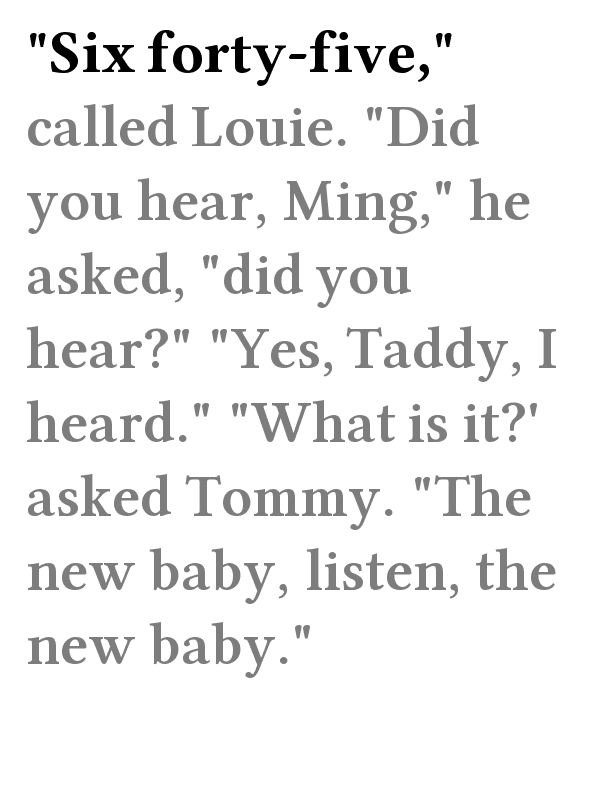 "Six forty-five,"
called Louie. "Did
you hear, Ming," he
asked, "did you
hear?" "Yes, Taddy, I
heard." "What is it?'
asked Tommy. "The
new baby, listen, the
new baby."